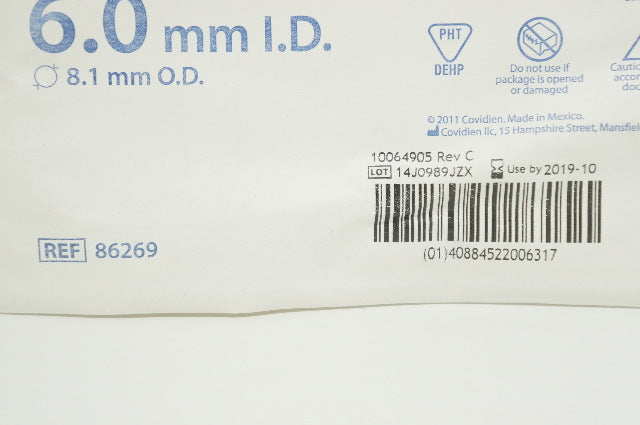 6.0 mm I.D.
8.1 mm O.D.
PHT
DEHP
Do not use if
package is opened
or damaged
© 2011 Covidien. Made in Mexico.
Covidien llc, 15 Hampshire Street,
10064905 Rev C
LOT 14J0989JZX Use by 2019-10
(01)40884522006317
REF 86269